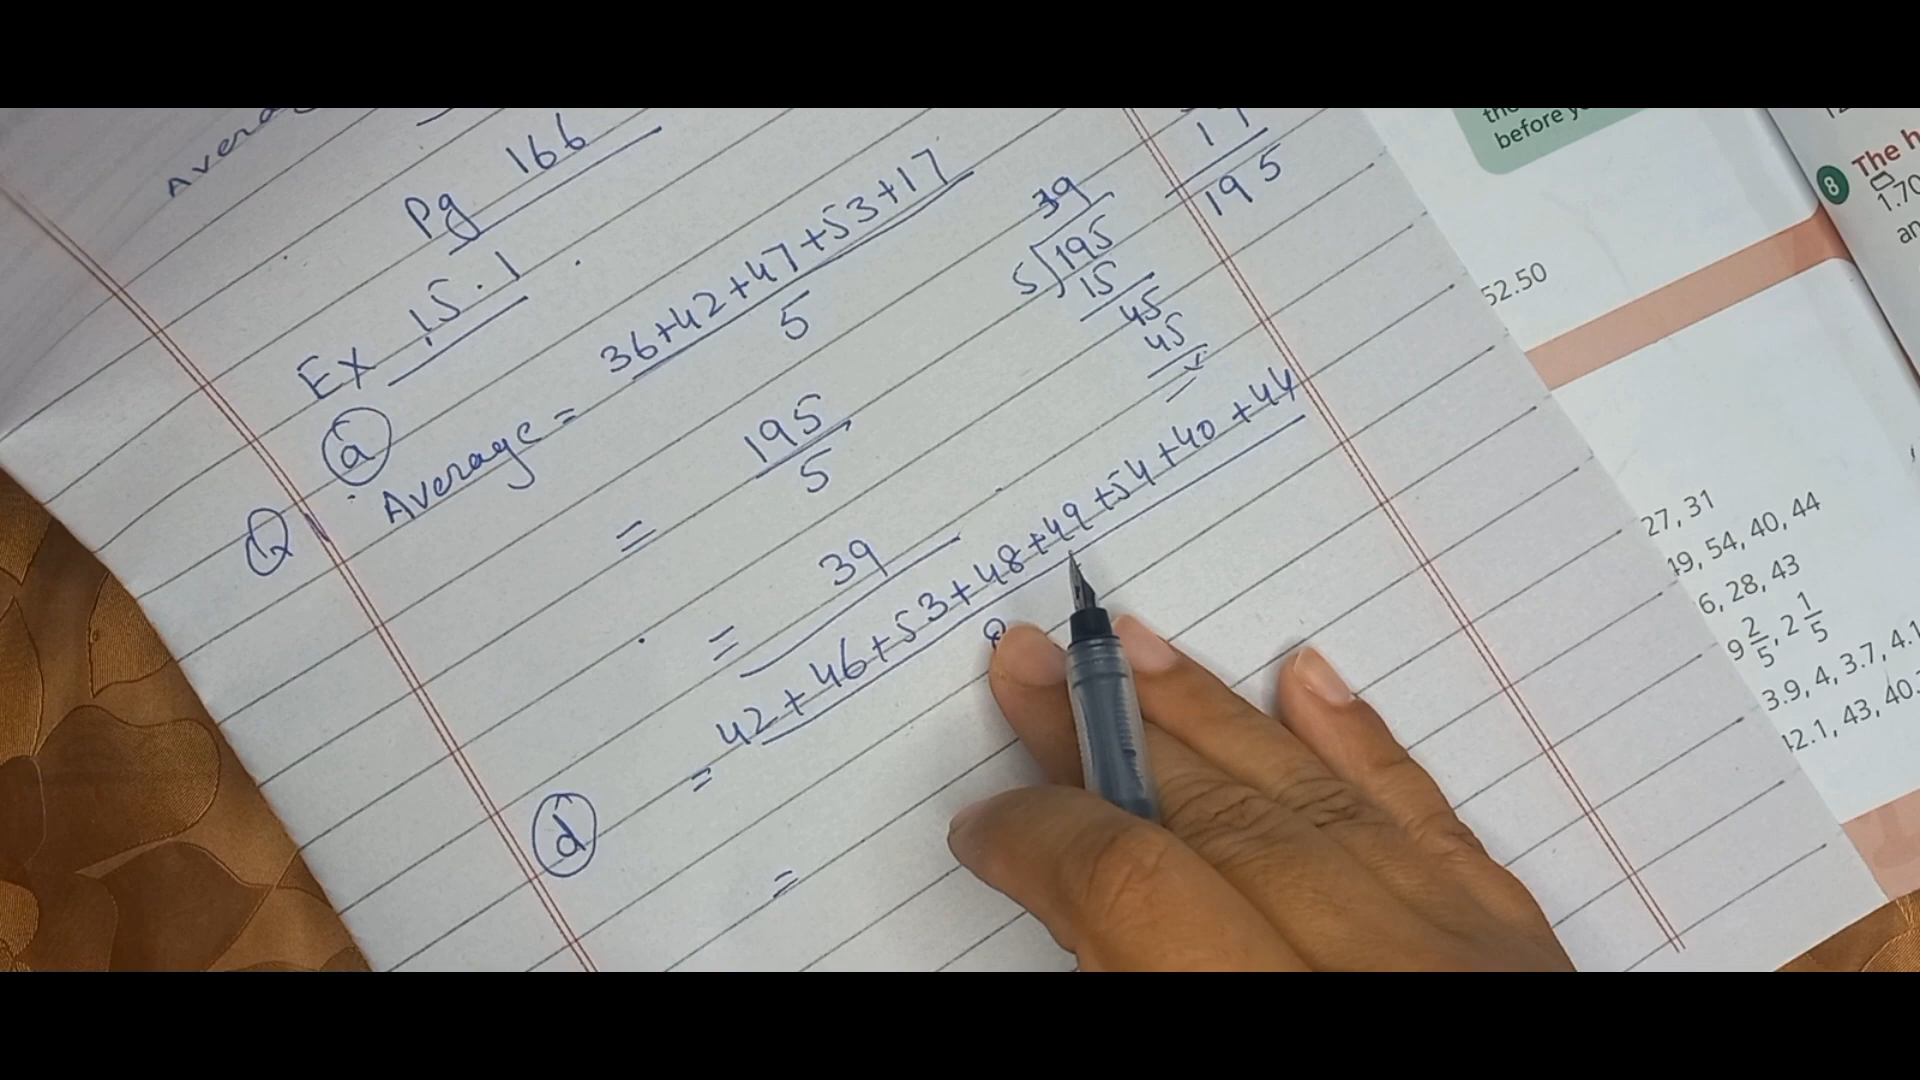 Pg 166
Ex 15.1
Q1 a Average = 36+42+47+53+17
5
= 195
5
= 39
39
5)195
15
45
45
×
17
195
d = 42+46+53+48+49+54+40+44
8
=
before
52.50
8 The
1.70
27, 31
49, 54, 40, 44
6, 28, 43
9 2/5, 2 1/5
3.9, 4, 3.7, 4.1
42.1, 43, 40.